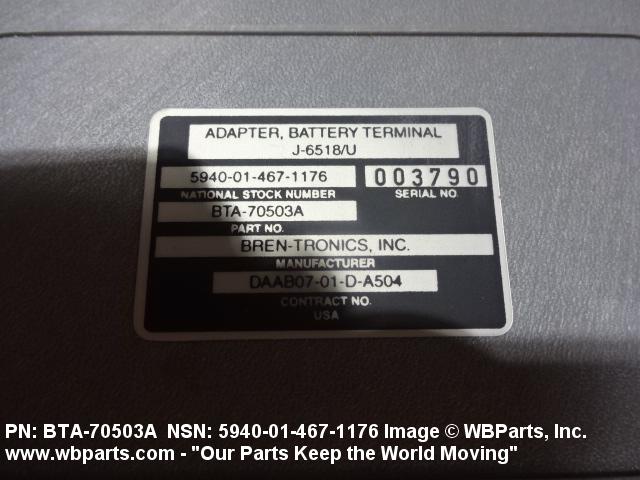 ADAPTER, BATTERY TERMINAL
J-6518/U
5940-01-467-1176 003790
NATIONAL STOCK NUMBER SERIAL NO.
BTA-70503A
PART NO.
BREN-TRONICS, INC.
MANUFACTURER
DAAB07-01-D-A504
CONTRACT NO.
USA
PN: BTA-70503A NSN: 5940-01-467-1176 Image © WBParts, Inc.
www.wbparts.com - "Our Parts Keep the World Moving"